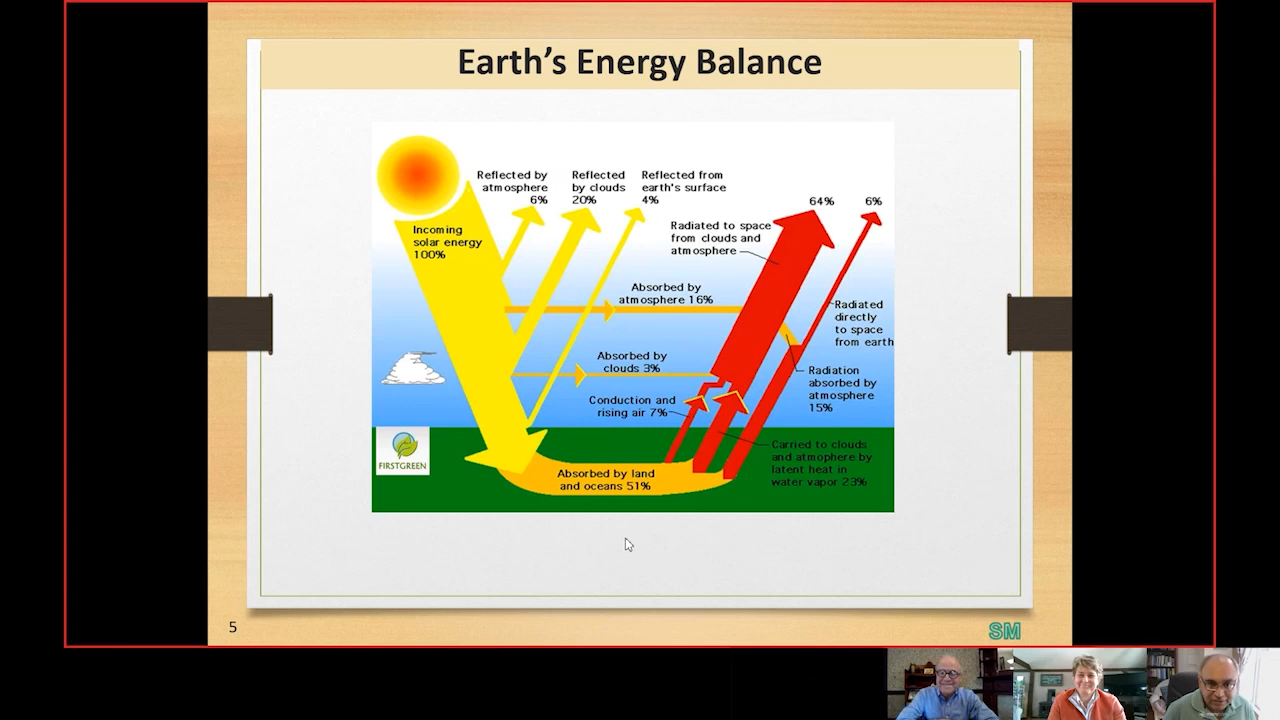 Earth's Energy Balance
Reflected by
atmosphere
6%
Reflected
by clouds
20%
Reflected from
earth's surface
4%
64%
6%
Incoming
solar energy
100%
Radiated to space
from clouds and
atmosphere
Absorbed by
atmosphere 16%
Radiated
directly
to space
from earth
Absorbed by
clouds 3%
Radiation
absorbed by
atmosphere
15%
Conduction and
rising air 7%
Carried to clouds
and atmophere by
latent heat in
water vapor 23%
FIRSTGREEN
Absorbed by land
and oceans 51%
5
SM